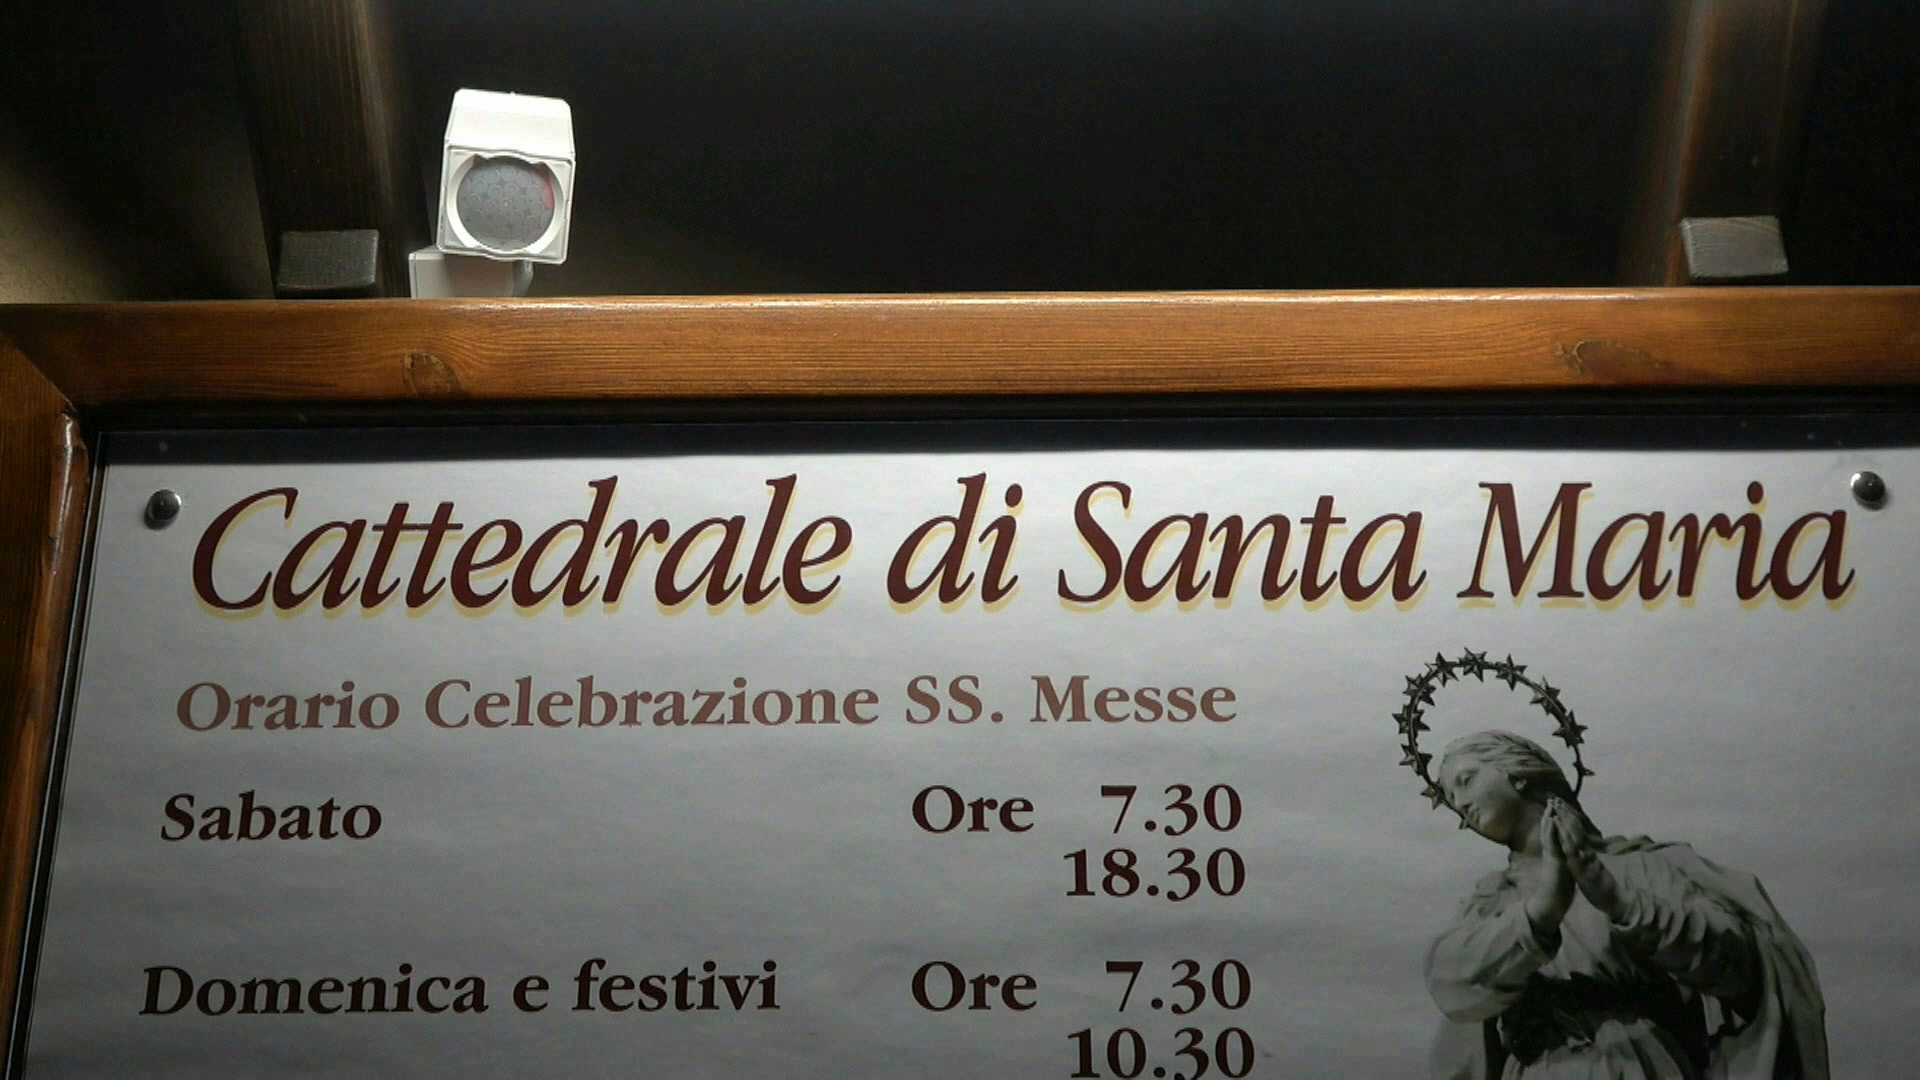 Cattedrale di Santa Maria
Orario Celebrazione SS. Messe
Sabato Ore 7.30
18.30
Domenica e festivi Ore 7.30
10.30